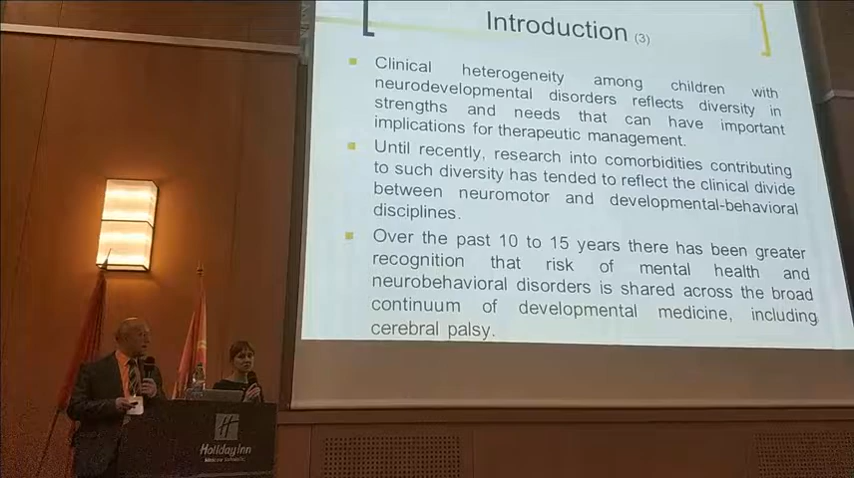 Introduction (3)
Clinical heterogeneity among children with
neurodevelopmental disorders reflects diversity in
strengths and needs that can have important
implications for therapeutic management.
Until recently, research into comorbidities contributing
to such diversity has tended to reflect the clinical divide
between neuromotor and developmental-behavioral
disciplines.
Over the past 10 to 15 years there has been greater
recognition that risk of mental health and
neurobehavioral disorders is shared across the broad
continuum of developmental medicine, including
cerebral palsy.
H
Holiday Inn